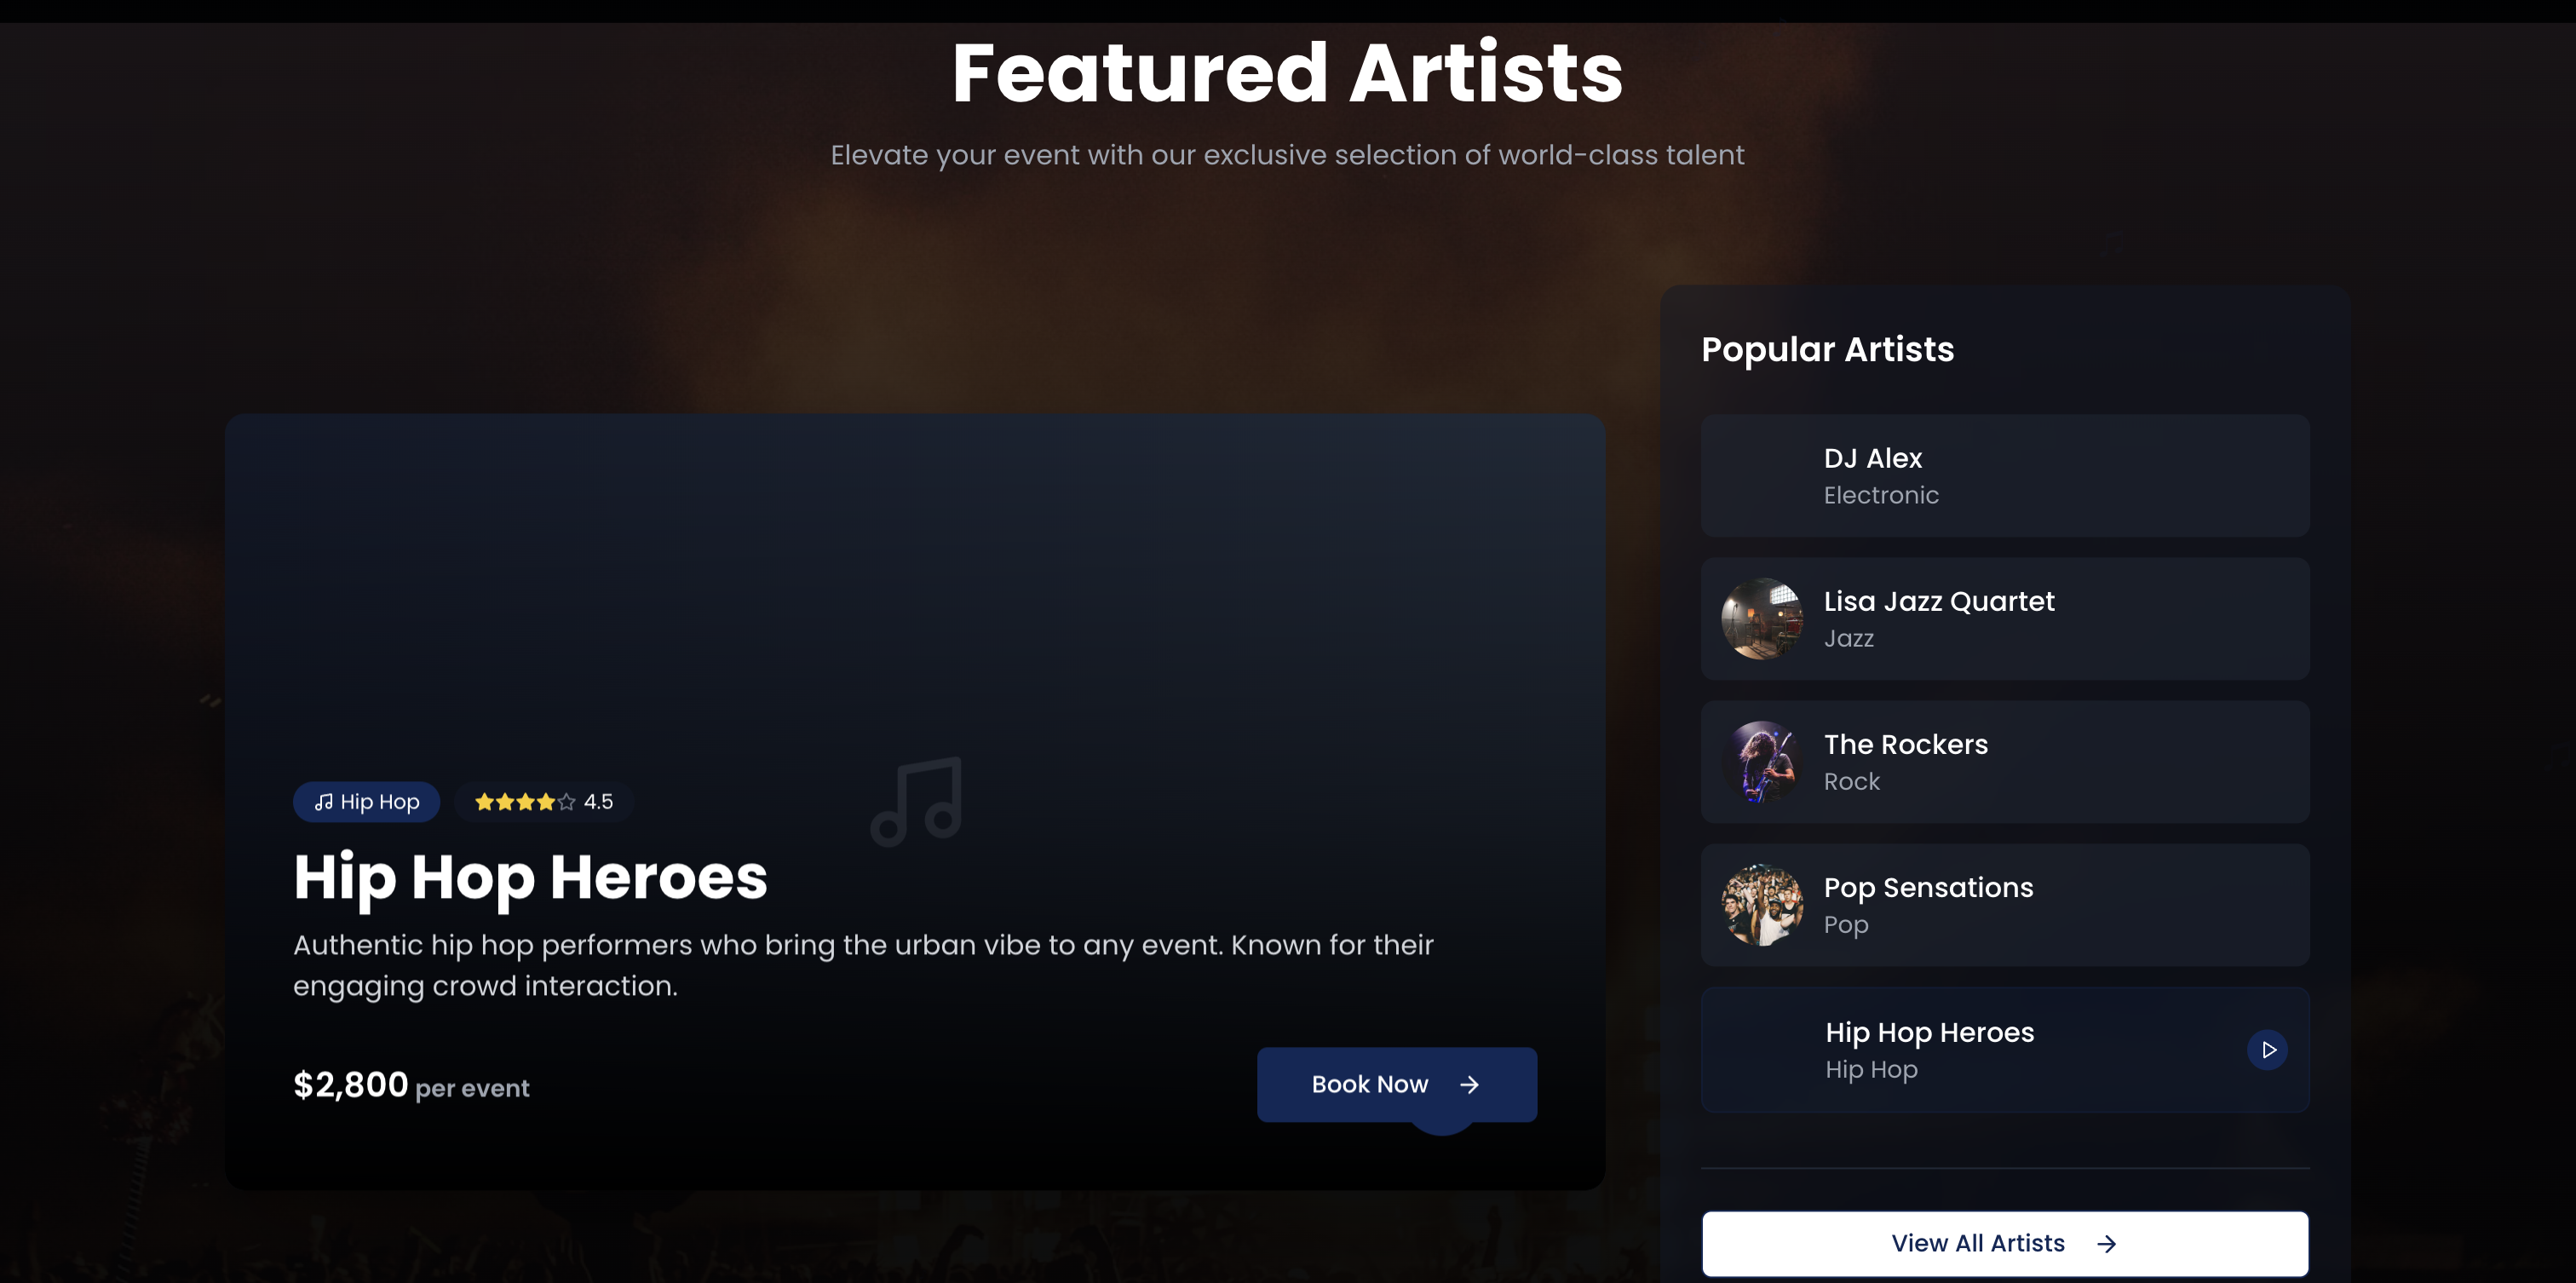 Featured Artists
Elevate your event with our exclusive selection of world-class talent
Hip Hop
4.5
Hip Hop Heroes
Authentic hip hop performers who bring the urban vibe to any event. Known for their
engaging crowd interaction.
$2,800 per event
Book Now
Popular Artists
DJ Alex
Electronic
Lisa Jazz Quartet
Jazz
The Rockers
Rock
Pop Sensations
Pop
Hip Hop Heroes
Hip Hop
View All Artists